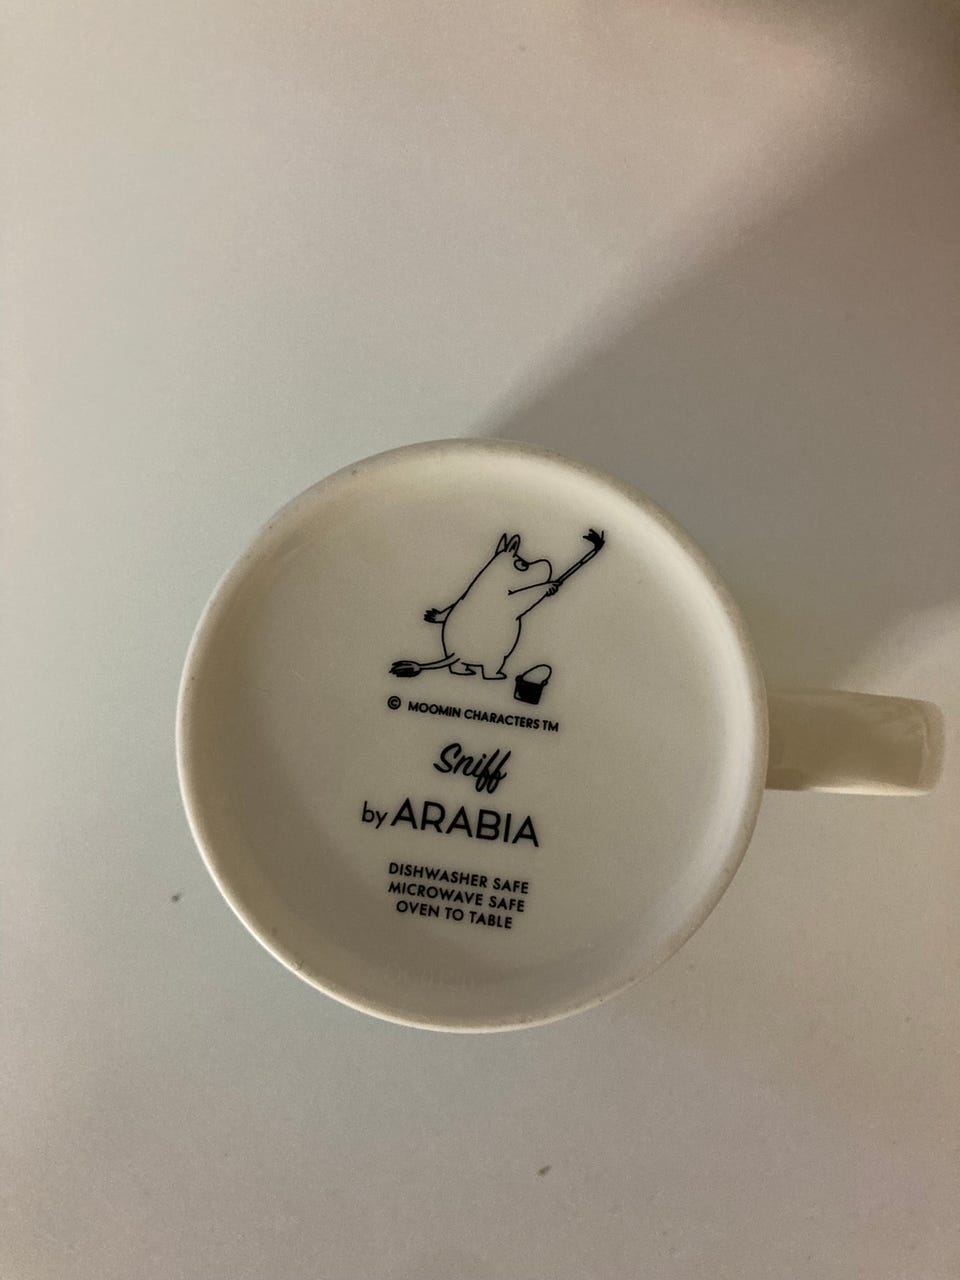 © MOOMIN CHARACTERS TM
Sniff
by ARABIA
DISHWASHER SAFE
MICROWAVE SAFE
OVEN TO TABLE